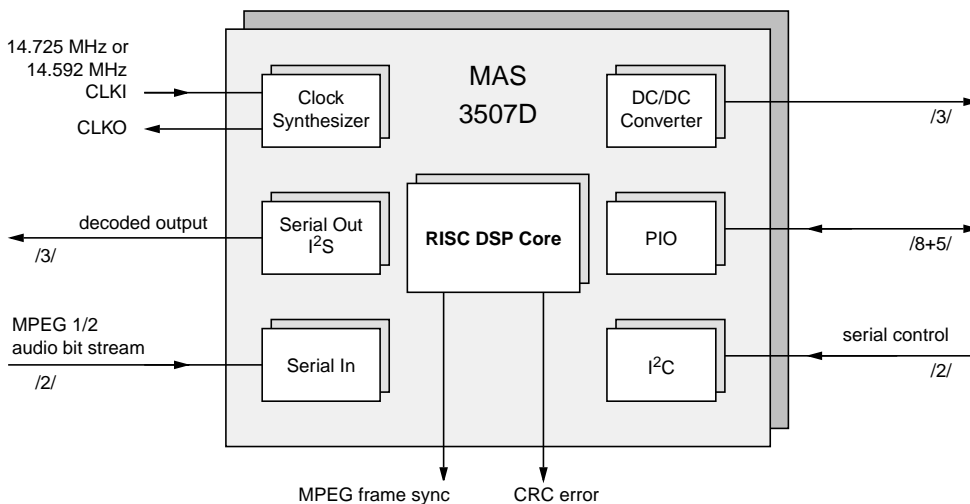 14.725 MHz or
14.592 MHz
CLKI
CLKO
Clock
Synthesizer
MAS
3507D
DC/DC
Converter
/3/
decoded output
/3/
Serial Out
I²S
RISC DSP Core
PIO
/8+5/
MPEG 1/2
audio bit stream
/2/
Serial In
I²C
serial control
/2/
MPEG frame sync
CRC error